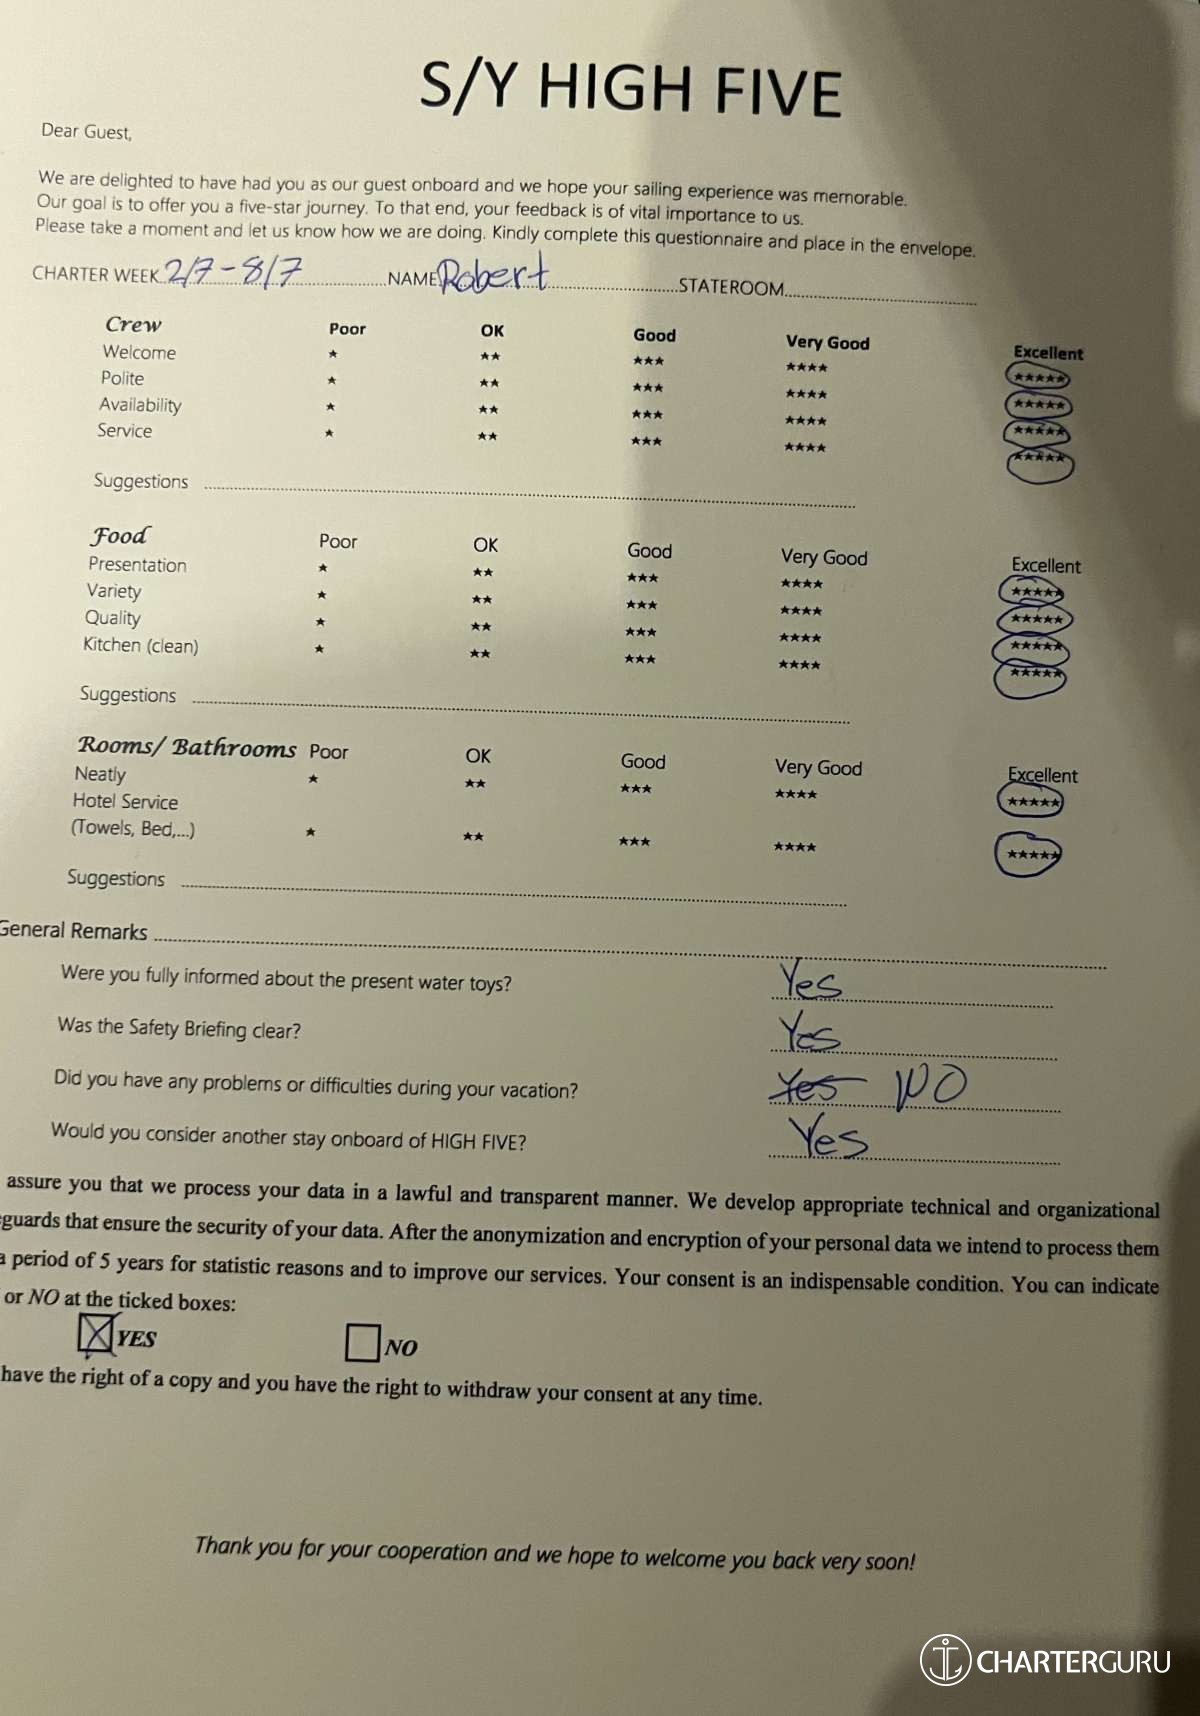 S/Y HIGH FIVE
Dear Guest,
We are delighted to have had you as our guest onboard and we hope your sailing experience was memorable.
Our goal is to offer you a five-star journey. To that end, your feedback is of vital importance to us.
Please take a moment and let us know how we are doing. Kindly complete this questionnaire and place in the envelope.
CHARTER WEEK 2/7-8/7 NAME Robert STATEROOM
Crew Poor OK Good Very Good Excellent
Welcome ★ ★★ ★★★ ★★★★ ★★★★★
Polite ★ ★★ ★★★ ★★★★ ★★★★★
Availability ★ ★★ ★★★ ★★★★ ★★★★★
Service ★ ★★ ★★★ ★★★★ ★★★★★
Suggestions
Food Poor OK Good Very Good Excellent
Presentation ★ ★★ ★★★ ★★★★ ★★★★★
Variety ★ ★★ ★★★ ★★★★ ★★★★★
Quality ★ ★★ ★★★ ★★★★ ★★★★★
Kitchen (clean) ★ ★★ ★★★ ★★★★ ★★★★★
Suggestions
Rooms/ Bathrooms Poor OK Good Very Good Excellent
Neatly ★ ★★ ★★★ ★★★★ ★★★★★
Hotel Service
(Towels, Bed,...) ★ ★★ ★★★ ★★★★ ★★★★★
Suggestions
General Remarks
Were you fully informed about the present water toys? Yes
Was the Safety Briefing clear? Yes
Did you have any problems or difficulties during your vacation? Yes NO
Would you consider another stay onboard of HIGH FIVE? Yes
assure you that we process your data in a lawful and transparent manner. We develop appropriate technical and organizational
guards that ensure the security of your data. After the anonymization and encryption of your personal data we intend to process them
a period of 5 years for statistic reasons and to improve our services. Your consent is an indispensable condition. You can indicate
or NO at the ticked boxes:
YES NO
have the right of a copy and you have the right to withdraw your consent at any time.
Thank you for your cooperation and we hope to welcome you back very soon!
CHARTERGURU